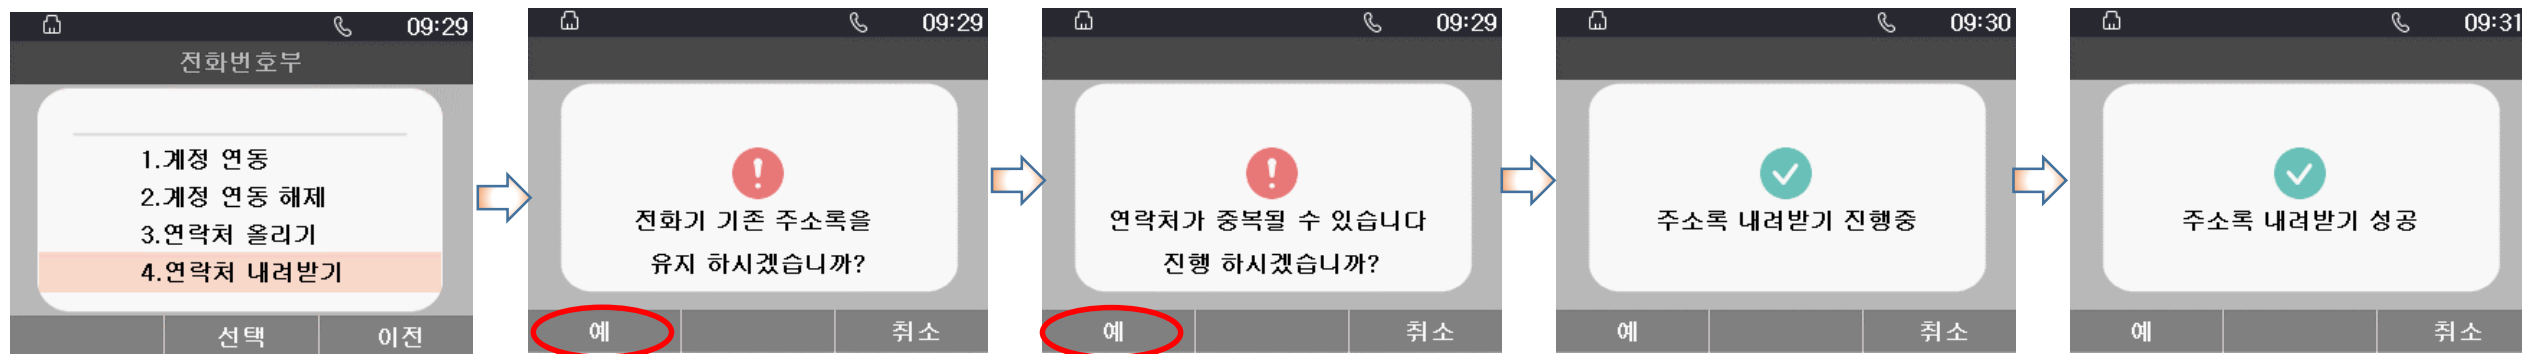 09:29
전화번호부
1.계정 연동
2.계정 연동 해제
3.연락처 올리기
4.연락처 내려받기
선택 이전
09:29
전화기 기존 주소록을
유지 하시겠습니까?
예 취소
09:29
연락처가 중복될 수 있습니다
진행 하시겠습니까?
예 취소
09:30
주소록 내려받기 진행중
예 취소
09:31
주소록 내려받기 성공
예 취소